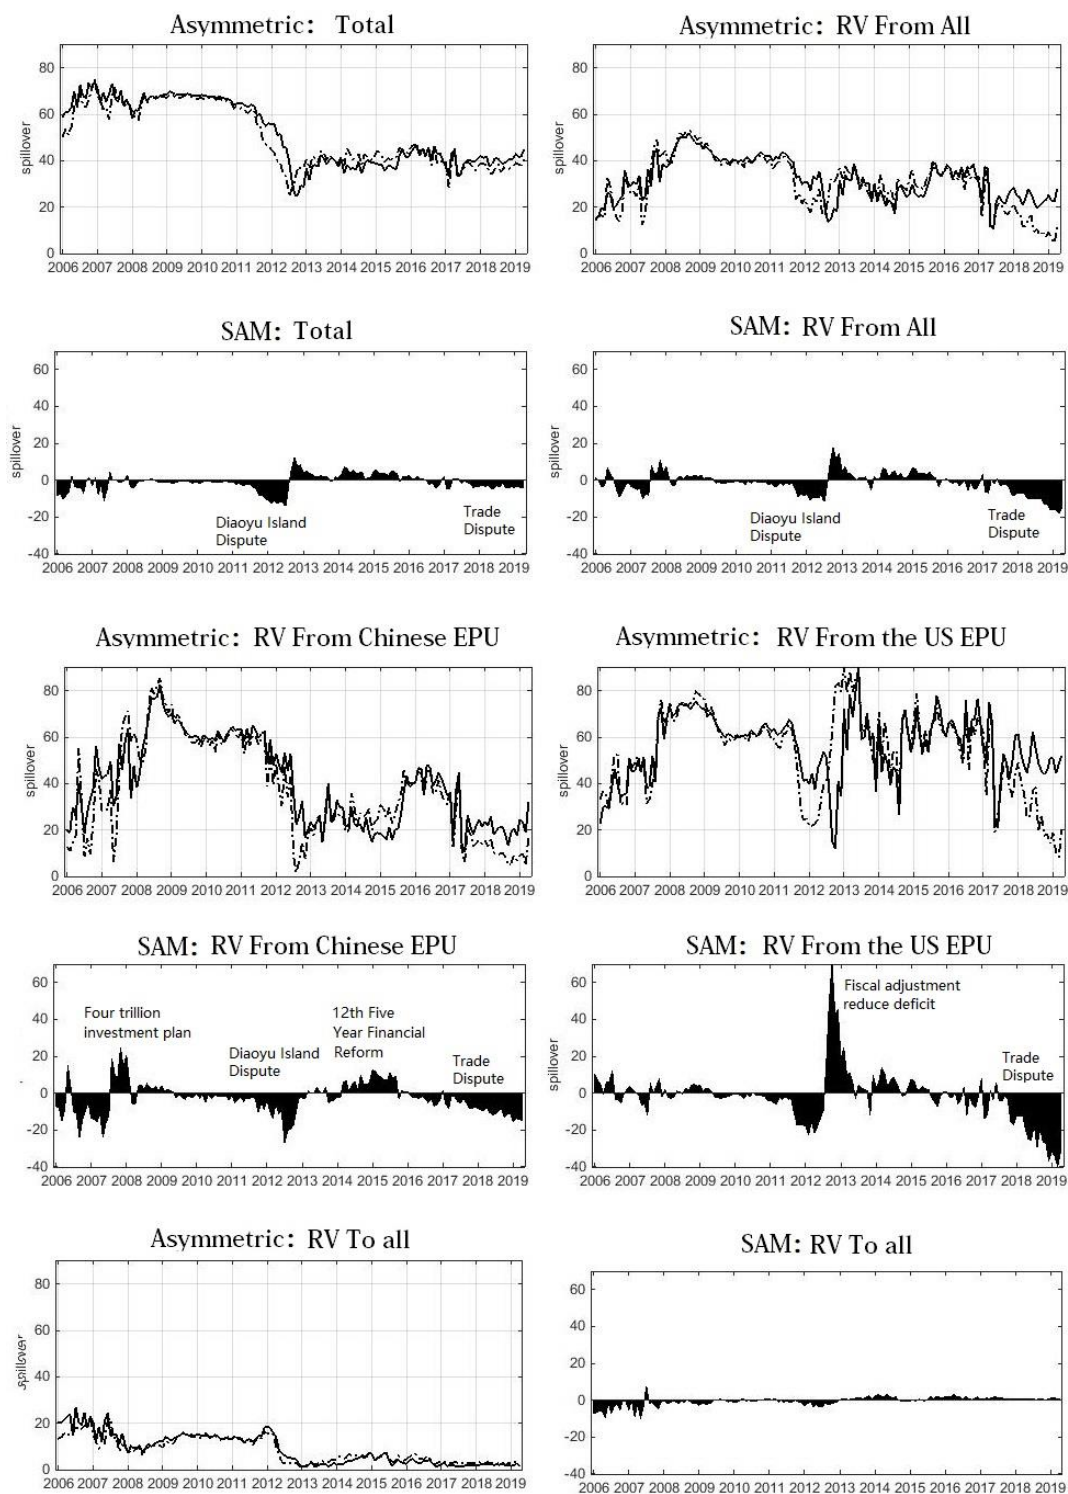 Asymmetric: Total
80
60
40
20
0
spillover
2006 2007 2008 2009 2010 2011 2012 2013 2014 2015 2016 2017 2018 2019
Asymmetric: RV From All
80
60
40
20
0
spillover
2006 2007 2008 2009 2010 2011 2012 2013 2014 2015 2016 2017 2018 2019
SAM: Total
60
40
20
0
-20
-40
spillover
Diaoyu Island
Dispute
Trade
Dispute
2006 2007 2008 2009 2010 2011 2012 2013 2014 2015 2016 2017 2018 2019
SAM: RV From All
60
40
20
0
-20
-40
spillover
Diaoyu Island
Dispute
Trade
Dispute
2006 2007 2008 2009 2010 2011 2012 2013 2014 2015 2016 2017 2018 2019
Asymmetric: RV From Chinese EPU
80
60
40
20
0
spillover
2006 2007 2008 2009 2010 2011 2012 2013 2014 2015 2016 2017 2018 2019
Asymmetric: RV From the US EPU
80
60
40
20
0
spillover
2006 2007 2008 2009 2010 2011 2012 2013 2014 2015 2016 2017 2018 2019
SAM: RV From Chinese EPU
60
40
20
0
-20
-40
Four trillion
investment plan
Diaoyu Island
Dispute
12th Five
Year Financial
Reform
Trade
Dispute
2006 2007 2008 2009 2010 2011 2012 2013 2014 2015 2016 2017 2018 2019
SAM: RV From the US EPU
60
40
20
0
-20
-40
spillover
Fiscal adjustment
reduce deficit
Trade
Dispute
2006 2007 2008 2009 2010 2011 2012 2013 2014 2015 2016 2017 2018 2019
Asymmetric: RV To all
80
60
40
20
0
spillover
2006 2007 2008 2009 2010 2011 2012 2013 2014 2015 2016 2017 2018 2019
SAM: RV To all
60
40
20
0
-20
-40
2006 2007 2008 2009 2010 2011 2012 2013 2014 2015 2016 2017 2018 2019